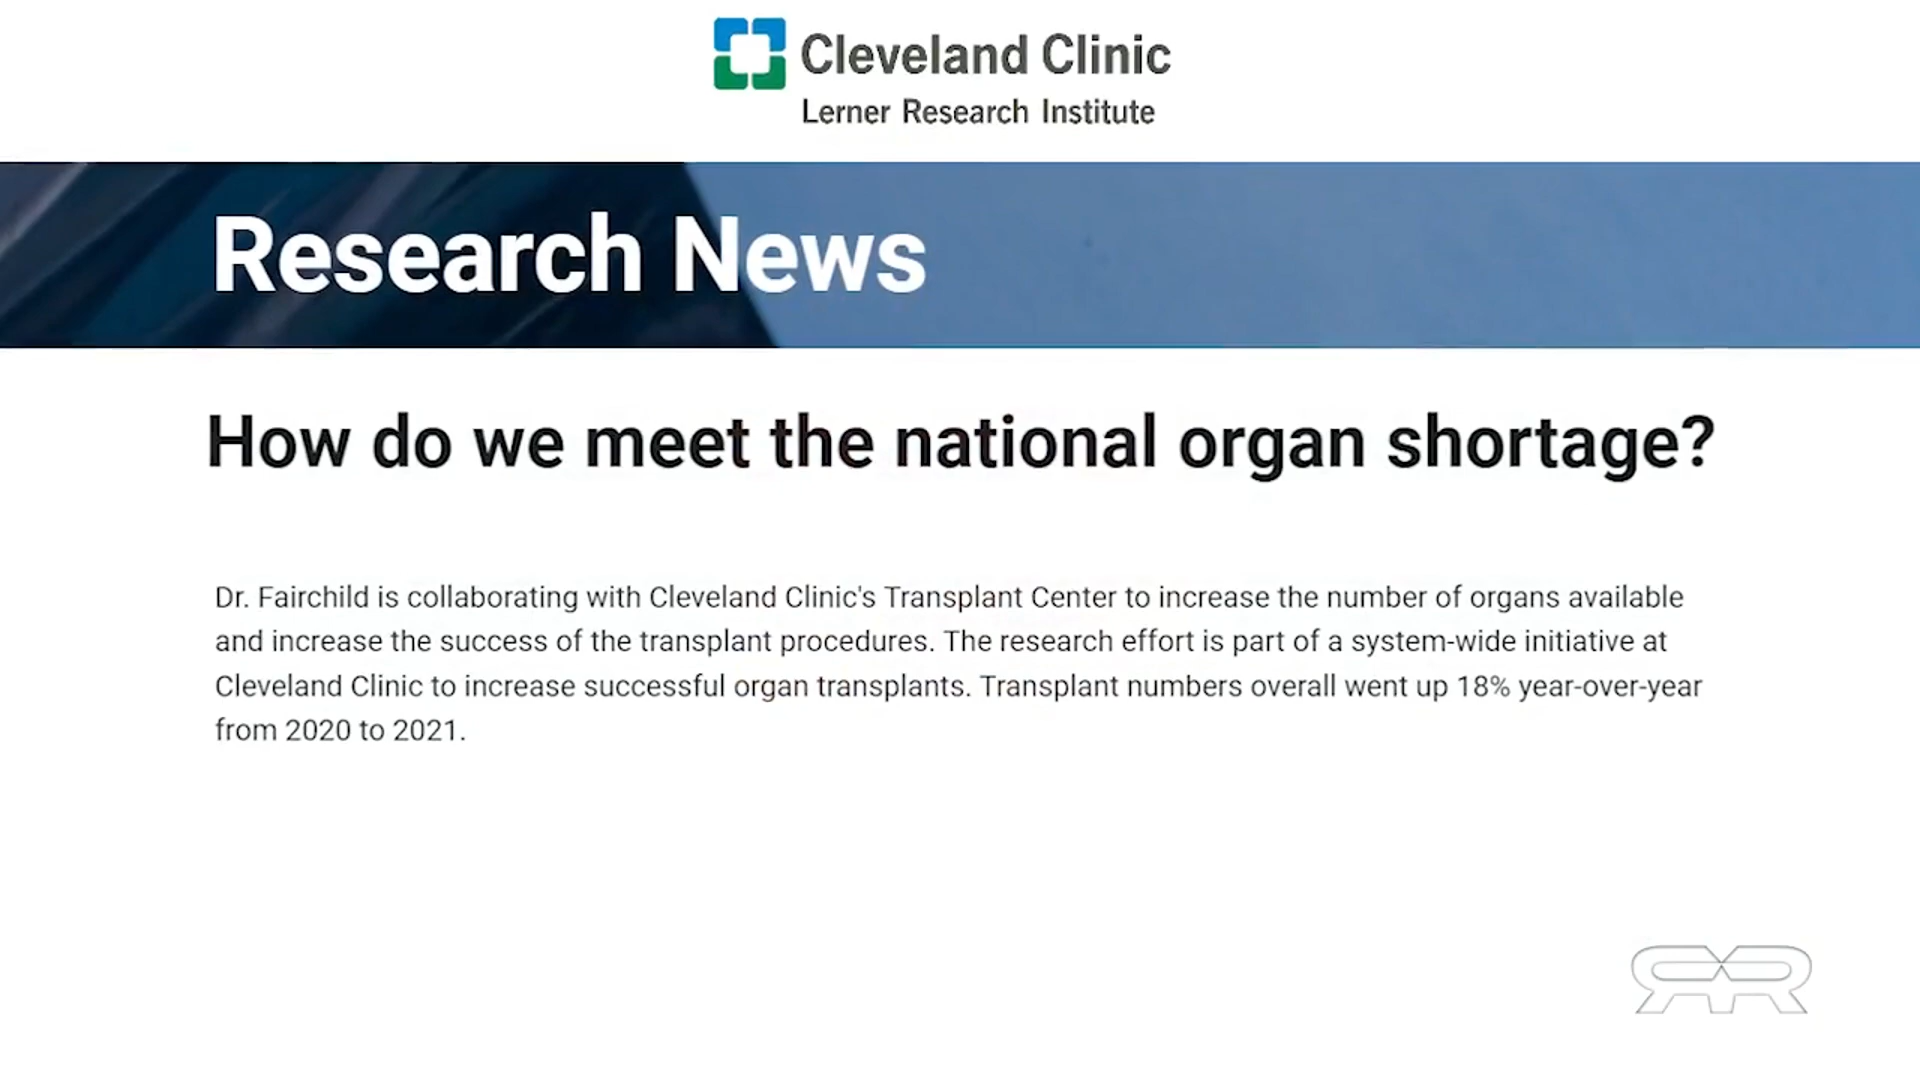 Cleveland Clinic
Lerner Research Institute
Research News
How do we meet the national organ shortage?
Dr. Fairchild is collaborating with Cleveland Clinic's Transplant Center to increase the number of organs available
and increase the success of the transplant procedures. The research effort is part of a system-wide initiative at
Cleveland Clinic to increase successful organ transplants. Transplant numbers overall went up 18% year-over-year
from 2020 to 2021.
RR